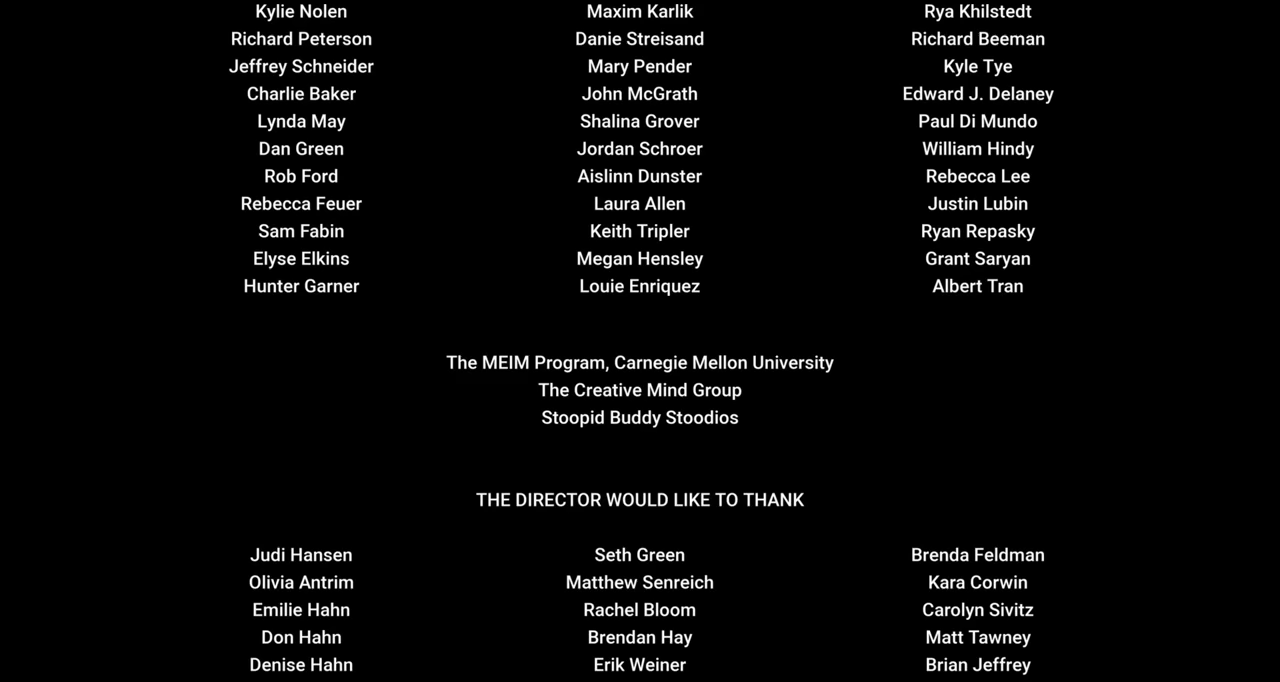 Kylie Nolen Maxim Karlik Rya Khilstedt
Richard Peterson Danie Streisand Richard Beeman
Jeffrey Schneider Mary Pender Kyle Tye
Charlie Baker John McGrath Edward J. Delaney
Lynda May Shalina Grover Paul Di Mundo
Dan Green Jordan Schroer William Hindy
Rob Ford Aislinn Dunster Rebecca Lee
Rebecca Feuer Laura Allen Justin Lubin
Sam Fabin Keith Tripler Ryan Repasky
Elyse Elkins Megan Hensley Grant Saryan
Hunter Garner Louie Enriquez Albert Tran
The MEIM Program, Carnegie Mellon University
The Creative Mind Group
Stoopid Buddy Stoodios
THE DIRECTOR WOULD LIKE TO THANK
Judi Hansen Seth Green Brenda Feldman
Olivia Antrim Matthew Senreich Kara Corwin
Emilie Hahn Rachel Bloom Carolyn Sivitz
Don Hahn Brendan Hay Matt Tawney
Denise Hahn Erik Weiner Brian Jeffrey